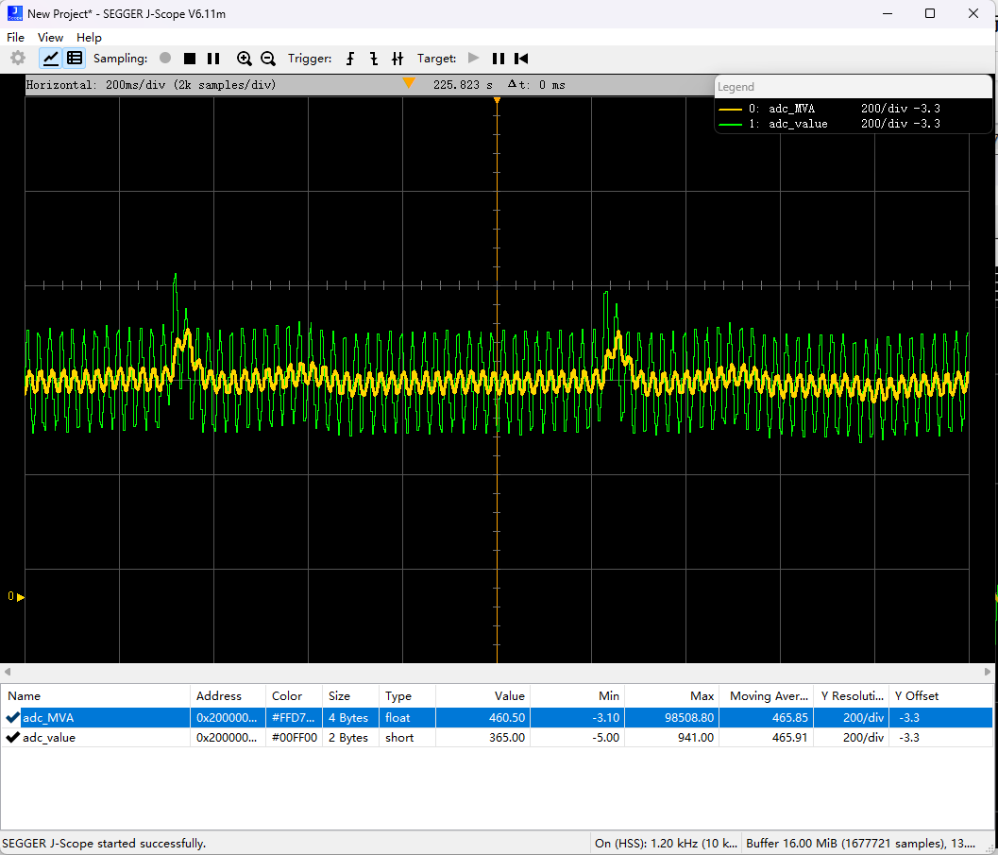 New Project* - SEGGER J-Scope V6.11m
File View Help
Sampling: Trigger: Target:
Horizontal: 200ms/div (2k samples/div) 225.823 s Δt: 0 ms
Legend
0: adc_MVA 200/div -3.3
1: adc_value 200/div -3.3
0
Name Address Color Size Type Value Min Max Moving Aver... Y Resoluti... Y Offset
adc_MVA 0x200000... #FFD7... 4 Bytes float 460.50 -3.10 98508.80 465.85 200/div -3.3
adc_value 0x200000... #00FF00 2 Bytes short 365.00 -5.00 941.00 465.91 200/div -3.3
SEGGER J-Scope started successfully. On (HSS): 1.20 kHz (10 k... Buffer 16.00 MiB (1677721 samples), 13....